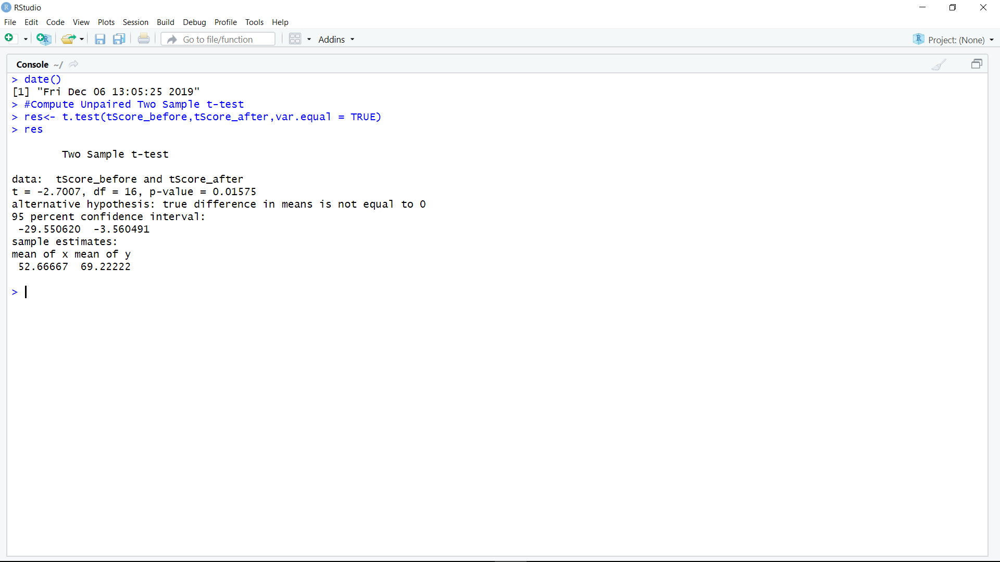 RStudio
File Edit Code View Plots Session Build Debug Profile Tools Help
Go to file/function Addins Project: (None)
Console ~/
> date()
[1] "Fri Dec 06 13:05:25 2019"
> #Compute Unpaired Two Sample t-test
> res<- t.test(tScore_before,tScore_after,var.equal = TRUE)
> res
Two Sample t-test
data:  tScore_before and tScore_after
t = -2.7007, df = 16, p-value = 0.01575
alternative hypothesis: true difference in means is not equal to 0
95 percent confidence interval:
-29.550620  -3.560491
sample estimates:
mean of x mean of y
52.66667  69.22222
>